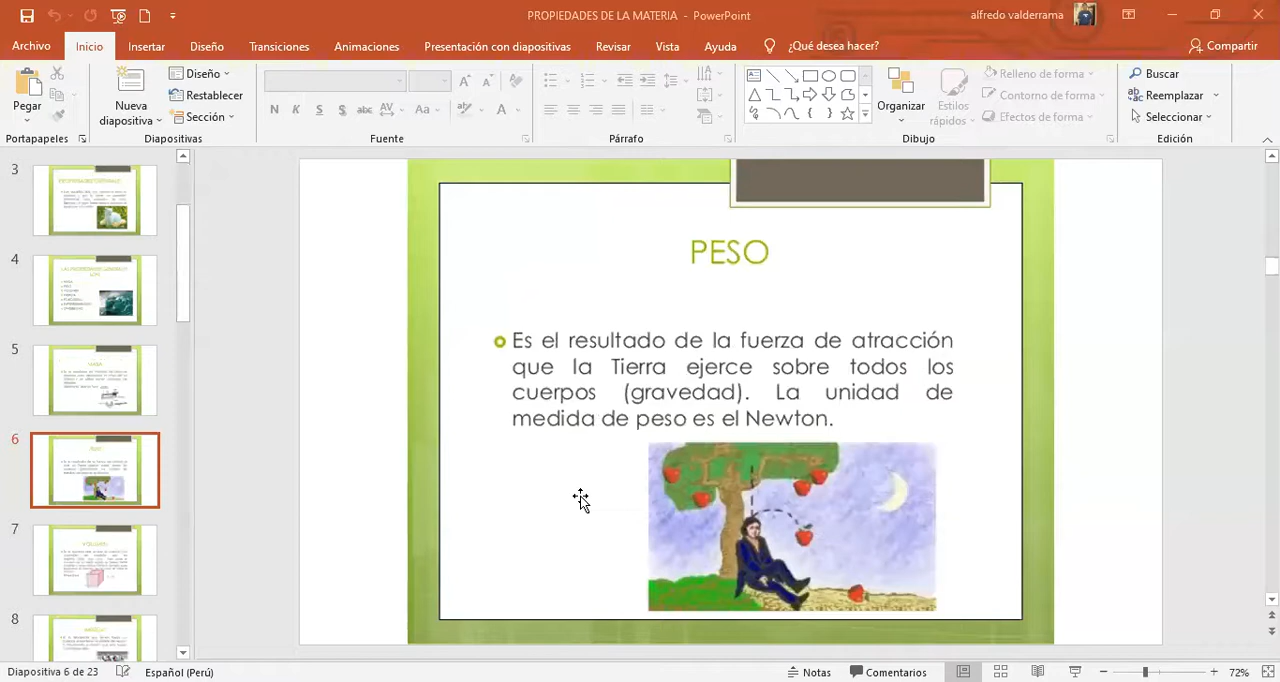 PROPIEDADES DE LA MATERIA - PowerPoint
alfredo valderrama
Archivo Inicio Insertar Diseño Transiciones Animaciones Presentación con diapositivas Revisar Vista Ayuda ¿Qué desea hacer? Compartir
Pegar
Nueva diapositiva
Diseño
Restablecer
Sección
N K S S abc AV Aa A
Organizar
Estilos rápidos
Relleno de forma
Contorno de forma
Efectos de forma
Buscar
Reemplazar
Seleccionar
Portapapeles Diapositivas Fuente Párrafo Dibujo Edición
3
4
5
6
7
8
PESO
Es el resultado de la fuerza de atracción
que la Tierra ejerce sobre todos los
cuerpos (gravedad). La unidad de
medida de peso es el Newton.
Diapositiva 6 de 23 Español (Perú) Notas Comentarios 72%